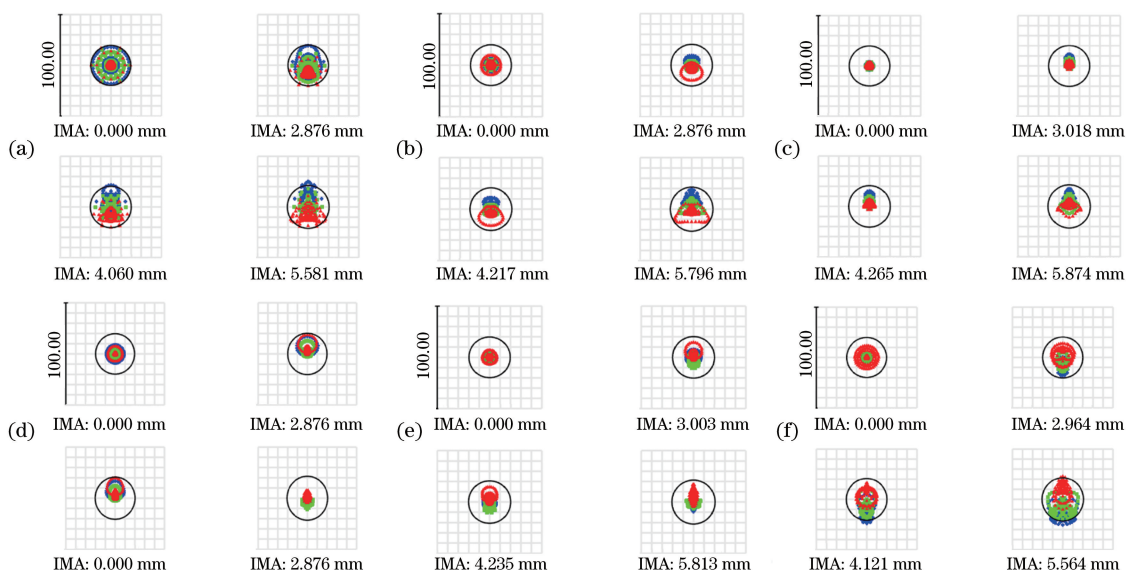 100.00
IMA: 0.000 mm
IMA: 2.876 mm
(a)
IMA: 4.060 mm
IMA: 5.581 mm
100.00
IMA: 0.000 mm
IMA: 2.876 mm
(b)
IMA: 4.217 mm
IMA: 5.796 mm
100.00
IMA: 0.000 mm
IMA: 3.018 mm
(c)
IMA: 4.265 mm
IMA: 5.874 mm
100.00
IMA: 0.000 mm
IMA: 2.876 mm
(d)
IMA: 0.000 mm
IMA: 2.876 mm
100.00
IMA: 0.000 mm
IMA: 3.003 mm
(e)
IMA: 4.235 mm
IMA: 5.813 mm
100.00
IMA: 0.000 mm
IMA: 2.964 mm
(f)
IMA: 4.121 mm
IMA: 5.564 mm